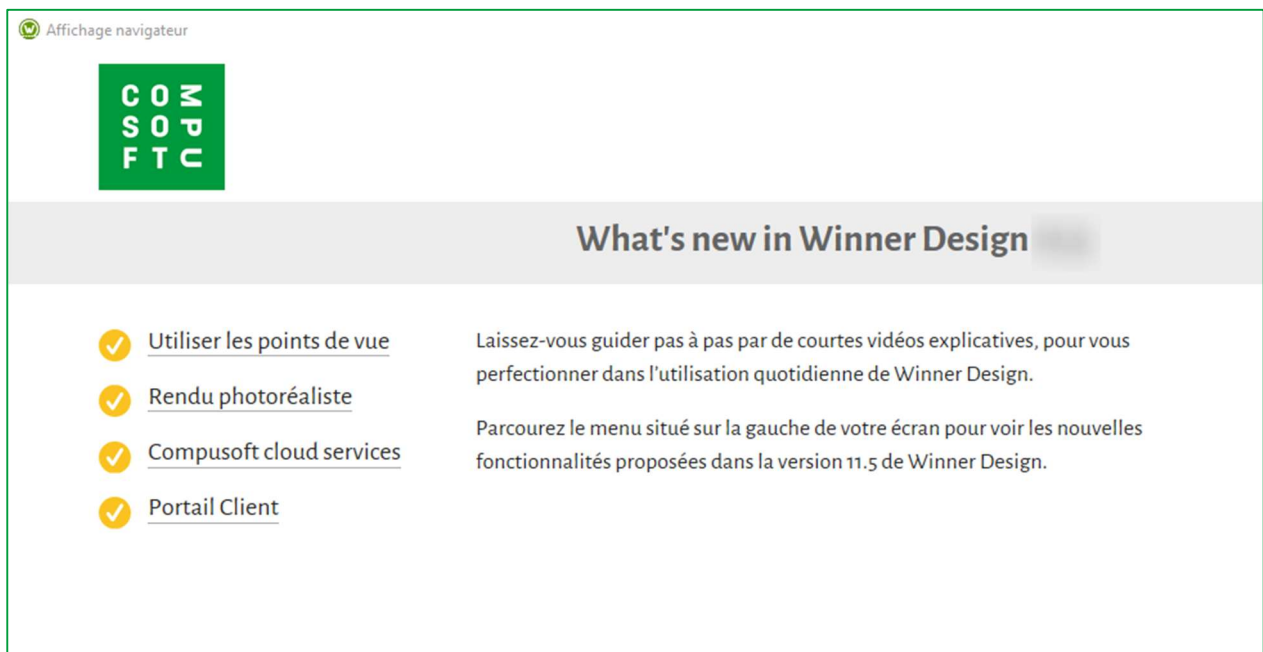 Affichage navigateur
COM
SOP
FTU
What's new in Winner Design
Utiliser les points de vue
Rendu photoréaliste
Compusoft cloud services
Portail Client
Laissez-vous guider pas à pas par de courtes vidéos explicatives, pour vous
perfectionner dans l'utilisation quotidienne de Winner Design.
Parcourez le menu situé sur la gauche de votre écran pour voir les nouvelles
fonctionnalités proposées dans la version 11.5 de Winner Design.